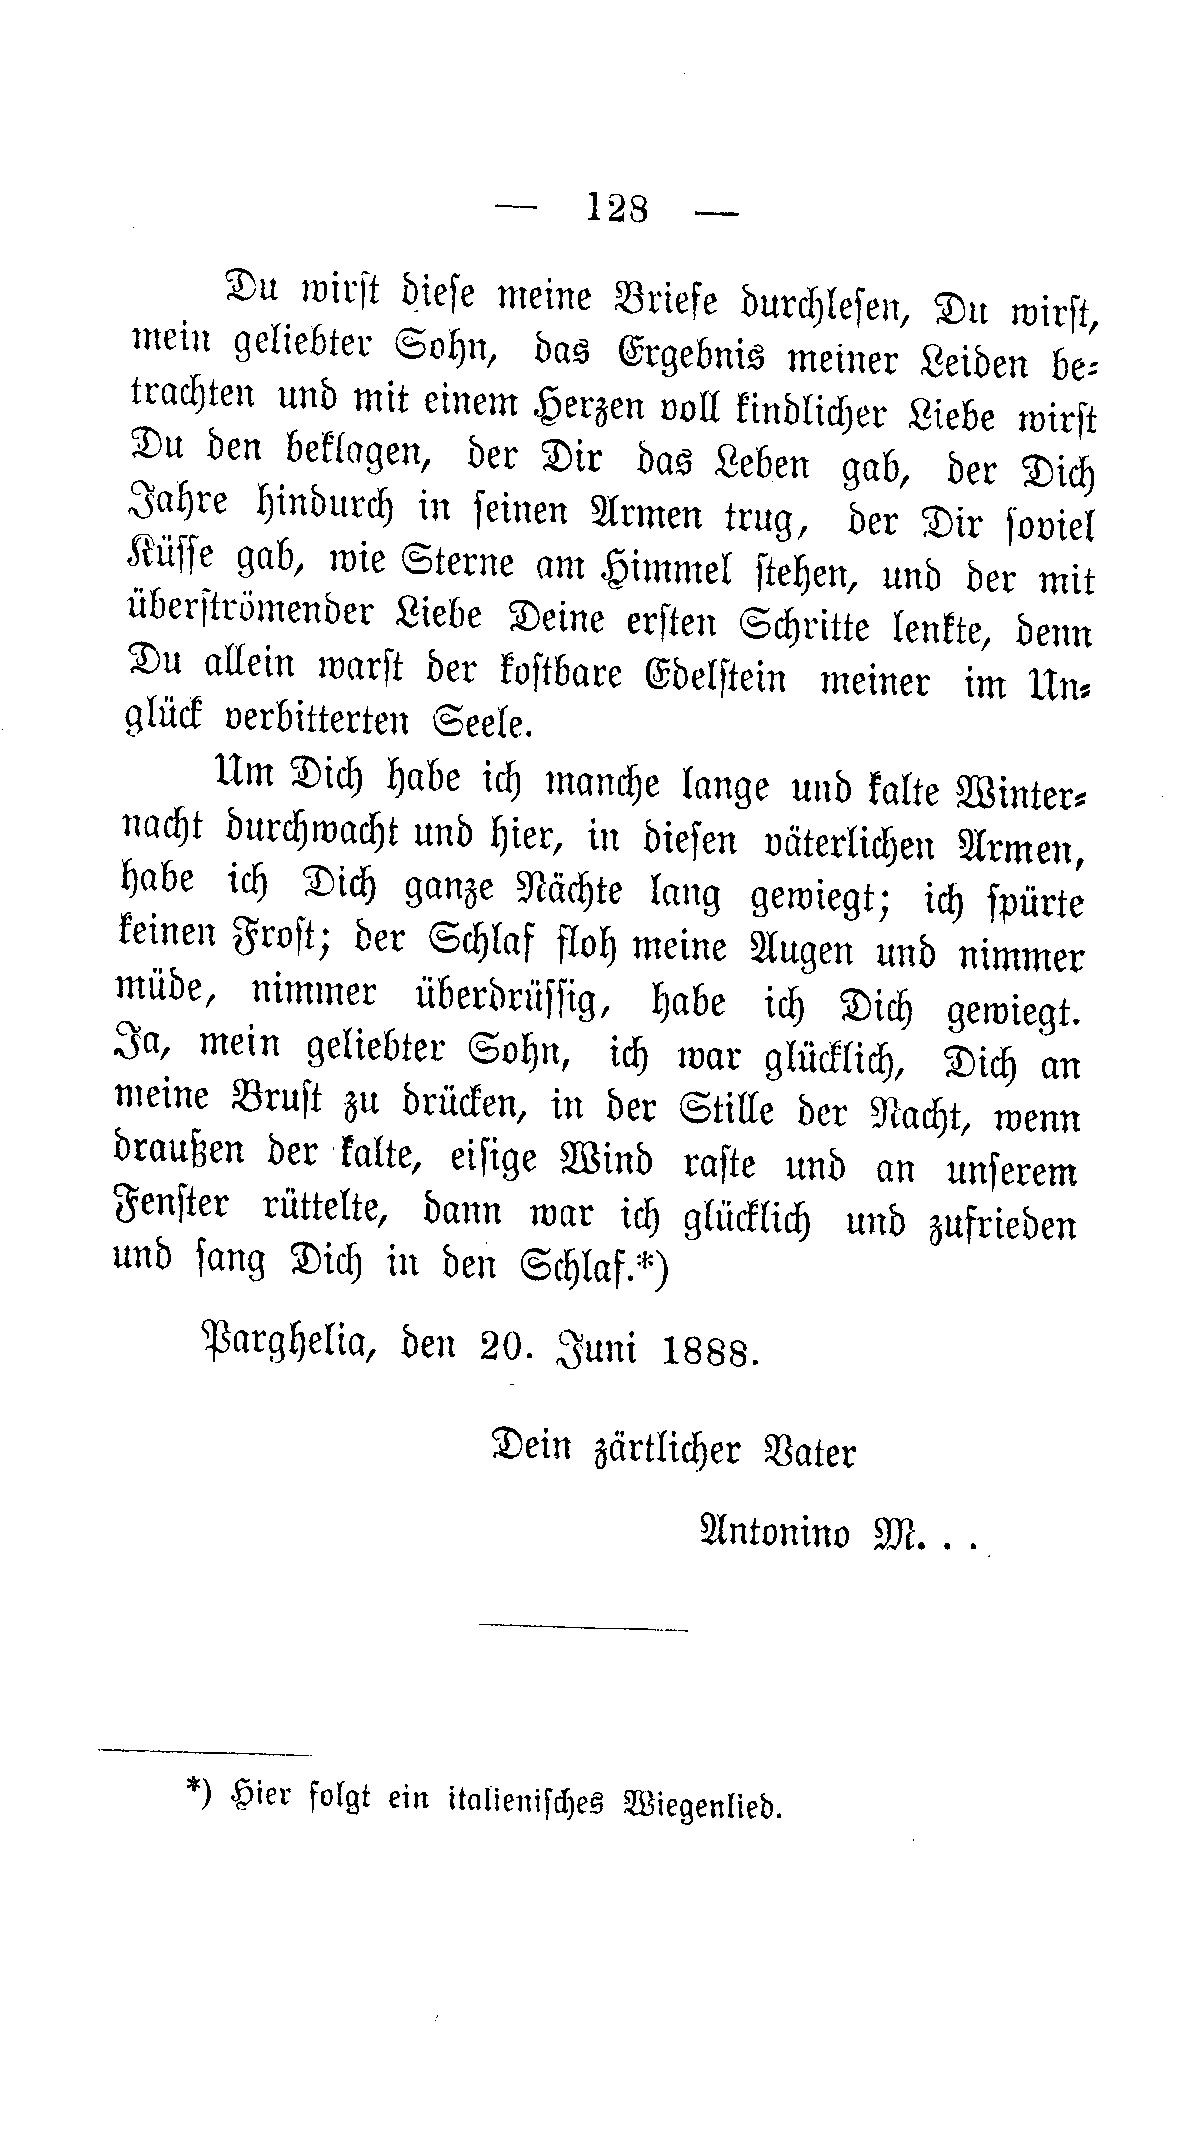 — 128 —
Du wirst diese meine Briefe durchlesen, Du wirst,
mein geliebter Sohn, das Ergebnis meiner Leiden be-
trachten und mit einem Herzen voll kindlicher Liebe wirst
Du den beklagen, der Dir das Leben gab, der Dich
Jahre hindurch in seinen Armen trug, der Dir soviel
Küsse gab, wie Sterne am Himmel stehen, und der mit
überströmender Liebe Deine ersten Schritte lenkte, denn
Du allein warst der kostbare Edelstein meiner im Un-
glück verbitterten Seele.
Um Dich habe ich manche lange und kalte Winter-
nacht durchwacht und hier, in diesen väterlichen Armen,
habe ich Dich ganze Nächte lang gewiegt; ich spürte
keinen Frost; der Schlaf floh meine Augen und nimmer
müde, nimmer überdrüssig, habe ich Dich gewiegt.
Ja, mein geliebter Sohn, ich war glücklich, Dich an
meine Brust zu drücken, in der Stille der Nacht, wenn
draußen der kalte, eisige Wind raste und an unserem
Fenster rüttelte, dann war ich glücklich und zufrieden
und sang Dich in den Schlaf.*)
Parghelia, den 20. Juni 1888.
Dein zärtlicher Vater
Antonino M. . .
*) Hier folgt ein italienisches Wiegenlied.